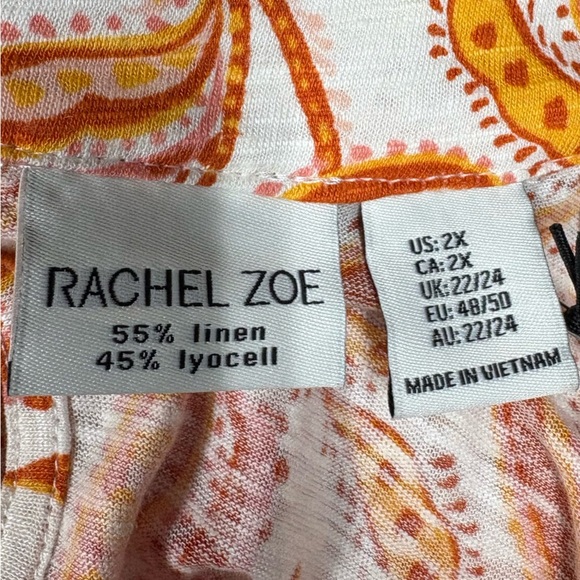 RACHEL ZOE
55% linen
45% lyocell
US: 2X
CA: 2X
UK: 22/24
EU: 48/50
AU: 22/24
MADE IN VIETNAM